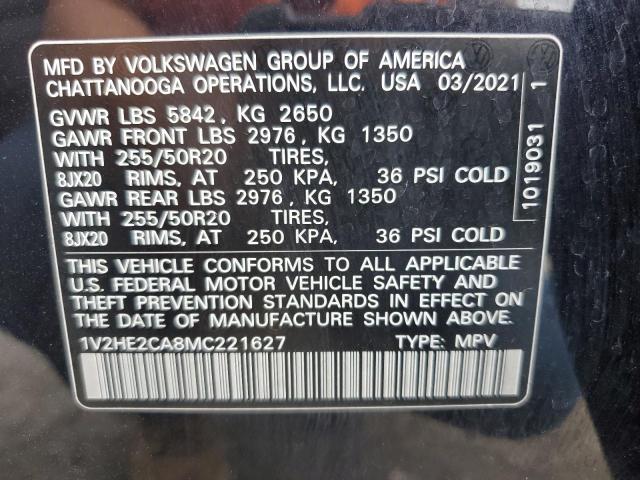 MFD BY VOLKSWAGEN GROUP OF AMERICA
CHATTANOOGA OPERATIONS, LLC. USA 03/2021
GVWR LBS 5842, KG 2650
GAWR FRONT LBS 2976, KG 1350
WITH 255/50R20 TIRES,
8JX20 RIMS, AT 250 KPA, 36 PSI COLD
GAWR REAR LBS 2976, KG 1350
WITH 255/50R20 TIRES,
8JX20 RIMS, AT 250 KPA, 36 PSI COLD
THIS VEHICLE CONFORMS TO ALL APPLICABLE
U.S. FEDERAL MOTOR VEHICLE SAFETY AND
THEFT PREVENTION STANDARDS IN EFFECT ON
THE DATE OF MANUFACTURE SHOWN ABOVE.
1V2HE2CA8MC221627 TYPE: MPV
1019031 1